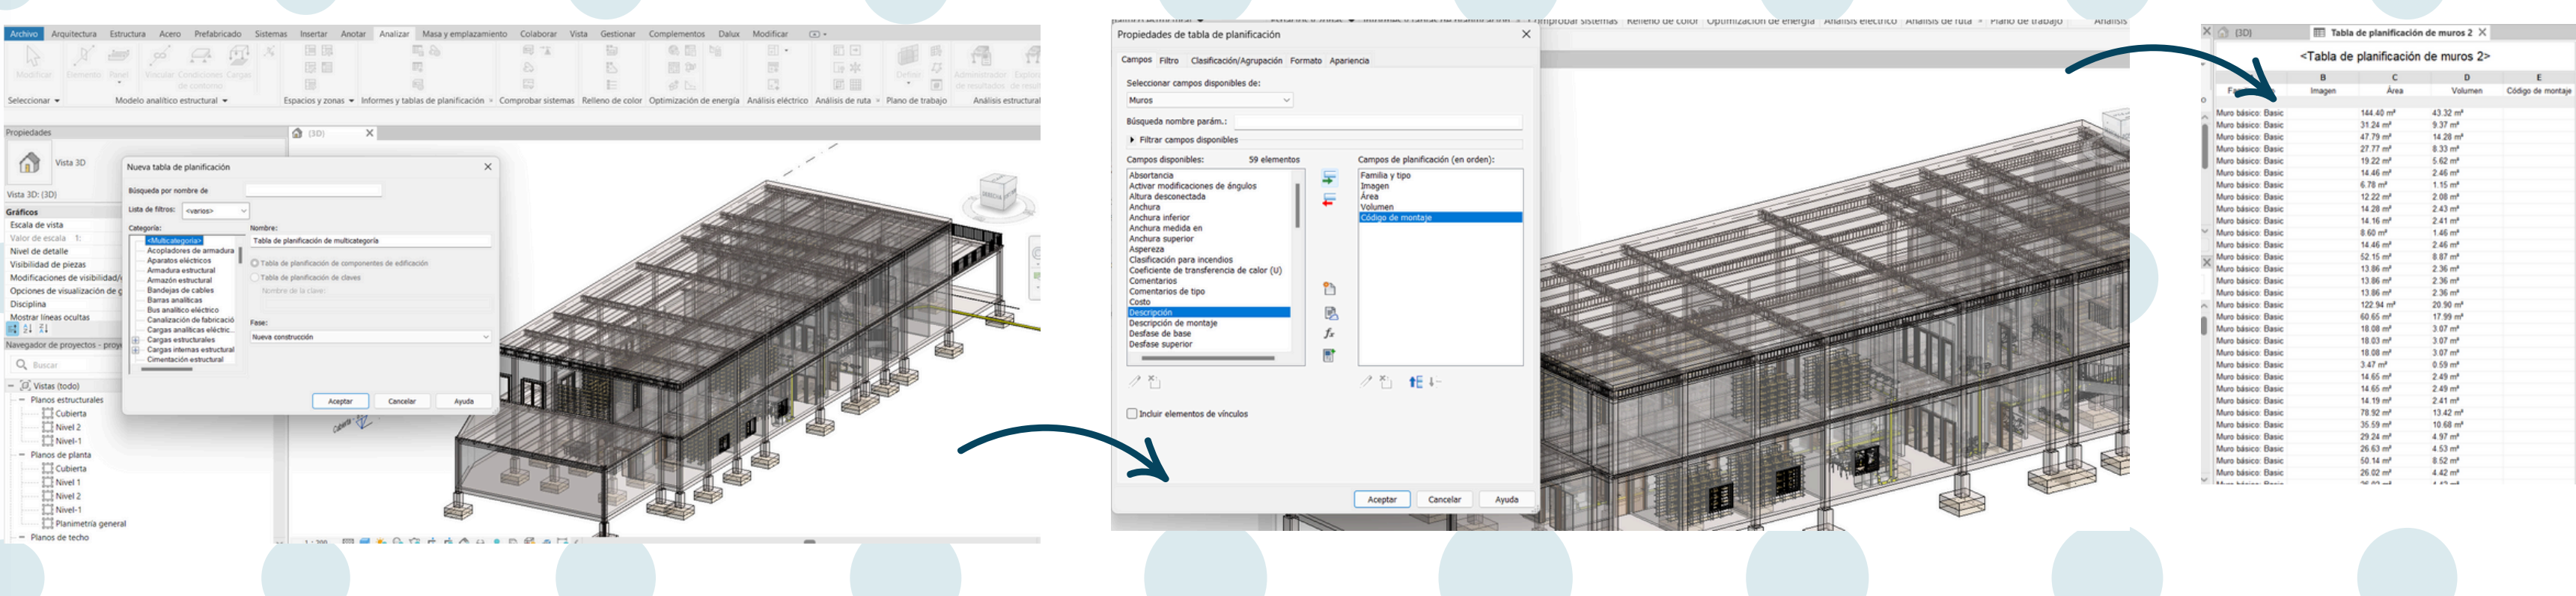 Archivo Arquitectura Estructura Acero Prefabricado Sistemas Insertar Anotar Analizar Masa y emplazamiento Colaborar Vista Gestionar Complementos Dalux Modificar
Modificar Elemento Panel Vincular Condiciones de contorno Cargas
Seleccionar Modelo analítico estructural Espacios y zonas Informes y tablas de planificación Comprobar sistemas Relleno de color Optimización de energía Análisis eléctrico Análisis de ruta Plano de trabajo Análisis estructural
Propiedades
{3D}
Vista 3D
Vista 3D: {3D}
Gráficos
Escala de vista
Valor de escala 1:
Nivel de detalle
Visibilidad de piezas
Modificaciones de visibilidad/
Opciones de visualización de g
Disciplina
Mostrar líneas ocultas
Navegador de proyectos - proy
Buscar
Vistas (todo)
Planos estructurales
Cubierta
Nivel 2
Nivel-1
Planos de planta
Cubierta
Nivel 1
Nivel 2
Nivel-1
Planimetría general
Planos de techo
Nueva tabla de planificación
Búsqueda por nombre de
Lista de filtros: <varios>
Categoría:
<Multicategoría>
Acopladores de armadura
Aparatos eléctricos
Armadura estructural
Armazón estructural
Bandejas de cables
Barras analíticas
Bus analítico eléctrico
Canalización de fabricació
Cargas analíticas eléctric...
Cargas estructurales
Cargas internas estructural
Cimentación estructural
Nombre:
Tabla de planificación de multicategoría
Tabla de planificación de componentes de edificación
Tabla de planificación de claves
Nombre de la clave:
Fase:
Nueva construcción
Aceptar Cancelar Ayuda
Cubierta
Propiedades de tabla de planificación
Campos Filtro Clasificación/Agrupación Formato Apariencia
Seleccionar campos disponibles de:
Muros
Búsqueda nombre parám.:
Filtrar campos disponibles
Campos disponibles: 59 elementos
Absortancia
Activar modificaciones de ángulos
Altura desconectada
Anchura
Anchura inferior
Anchura medida en
Anchura superior
Aspereza
Clasificación para incendios
Coeficiente de transferencia de calor (U)
Comentarios
Comentarios de tipo
Costo
Descripción
Descripción de montaje
Desfase de base
Desfase superior
Campos de planificación (en orden):
Familia y tipo
Imagen
Área
Volumen
Código de montaje
Incluir elementos de vínculos
Aceptar Cancelar Ayuda
{3D} Tabla de planificación de muros 2
<Tabla de planificación de muros 2>
B C D E
Imagen Área Volumen Código de montaje
Muro básico: Basic 144.40 m² 43.32 m³
Muro básico: Basic 31.24 m² 9.37 m³
Muro básico: Basic 47.79 m² 14.28 m³
Muro básico: Basic 27.77 m² 8.33 m³
Muro básico: Basic 19.22 m² 5.62 m³
Muro básico: Basic 14.46 m² 2.46 m³
Muro básico: Basic 6.78 m² 1.15 m³
Muro básico: Basic 12.22 m² 2.08 m³
Muro básico: Basic 14.28 m² 2.43 m³
Muro básico: Basic 14.16 m² 2.41 m³
Muro básico: Basic 8.60 m² 1.46 m³
Muro básico: Basic 14.46 m² 2.46 m³
Muro básico: Basic 52.15 m² 8.87 m³
Muro básico: Basic 13.86 m² 2.36 m³
Muro básico: Basic 13.86 m² 2.36 m³
Muro básico: Basic 13.86 m² 2.36 m³
Muro básico: Basic 122.94 m² 20.90 m³
Muro básico: Basic 60.65 m² 17.99 m³
Muro básico: Basic 18.08 m² 3.07 m³
Muro básico: Basic 18.03 m² 3.07 m³
Muro básico: Basic 18.08 m² 3.07 m³
Muro básico: Basic 3.47 m² 0.59 m³
Muro básico: Basic 14.65 m² 2.49 m³
Muro básico: Basic 14.65 m² 2.49 m³
Muro básico: Basic 14.19 m² 2.41 m³
Muro básico: Basic 78.92 m² 13.42 m³
Muro básico: Basic 35.59 m² 10.68 m³
Muro básico: Basic 29.24 m² 4.97 m³
Muro básico: Basic 26.63 m² 4.53 m³
Muro básico: Basic 50.14 m² 8.52 m³
Muro básico: Basic 26.02 m² 4.42 m³